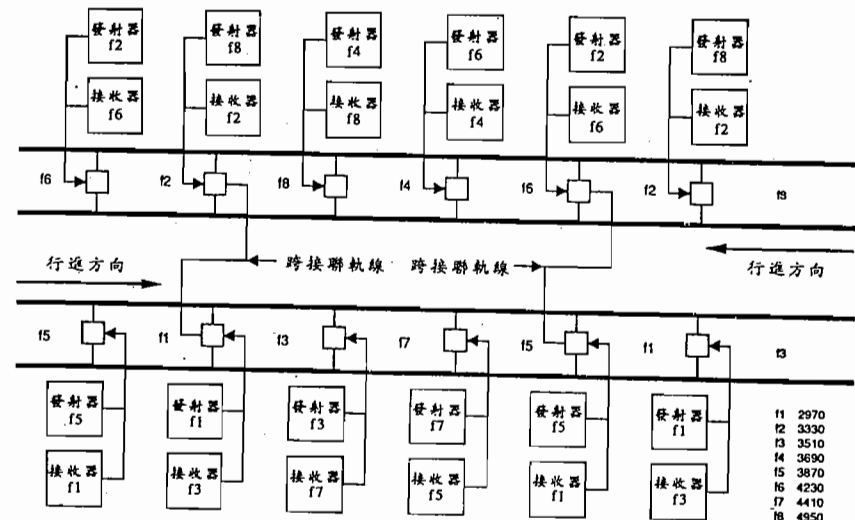 發射器 f2
發射器 f8
發射器 f4
發射器 f6
發射器 f2
發射器 f8
接收器 f6
接收器 f2
接收器 f8
接收器 f4
接收器 f6
接收器 f2
f6 f2 f8 f4 f6 f2 f8
行進方向 跨接聯軌線 跨接聯軌線 行進方向
f5 f1 f3 f7 f5 f1 f3
發射器 f5
發射器 f1
發射器 f3
發射器 f7
發射器 f5
發射器 f1
接收器 f1
接收器 f3
接收器 f7
接收器 f5
接收器 f1
接收器 f3
f1 2970
f2 3330
f3 3510
f4 3690
f5 3870
f6 4230
f7 4410
f8 4950